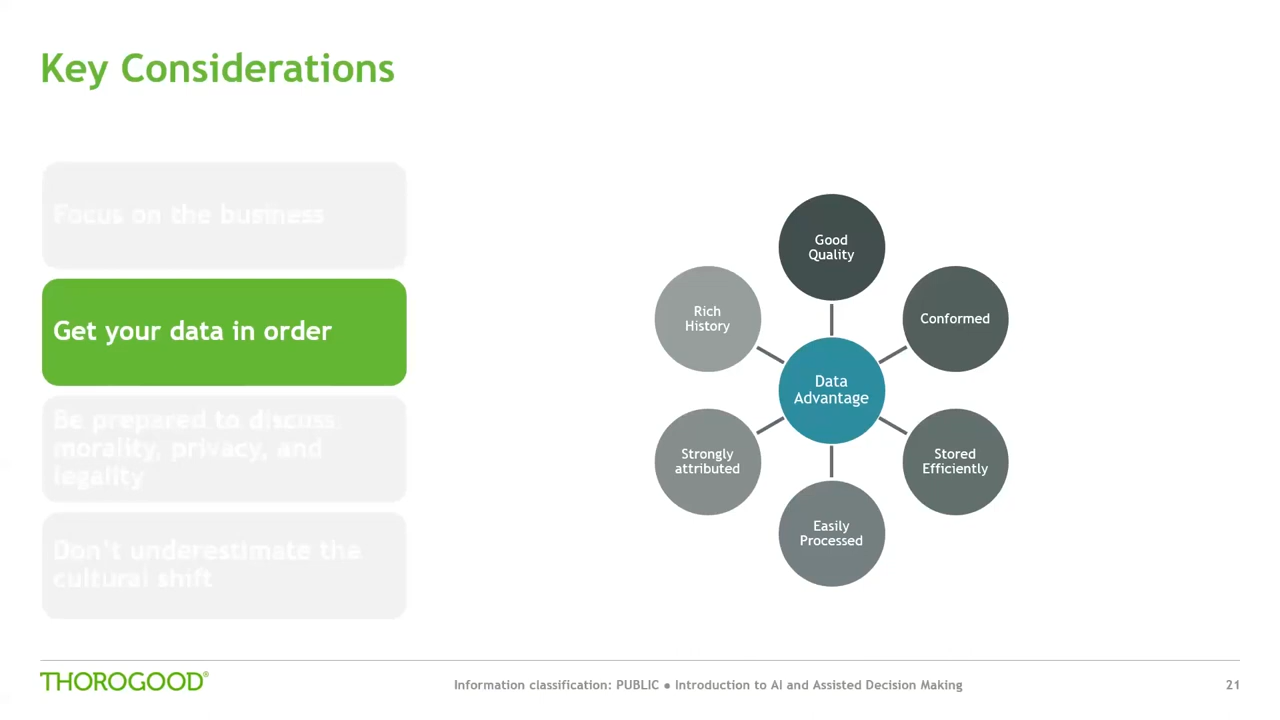 Key Considerations
Focus on the business
Get your data in order
Be prepared to discuss
morality, privacy, and
legality
Don't underestimate the
cultural shift
Good
Quality
Conformed
Stored
Efficiently
Easily
Processed
Strongly
attributed
Rich
History
Data
Advantage
THOROGOOD®
Information classification: PUBLIC ● Introduction to AI and Assisted Decision Making
21